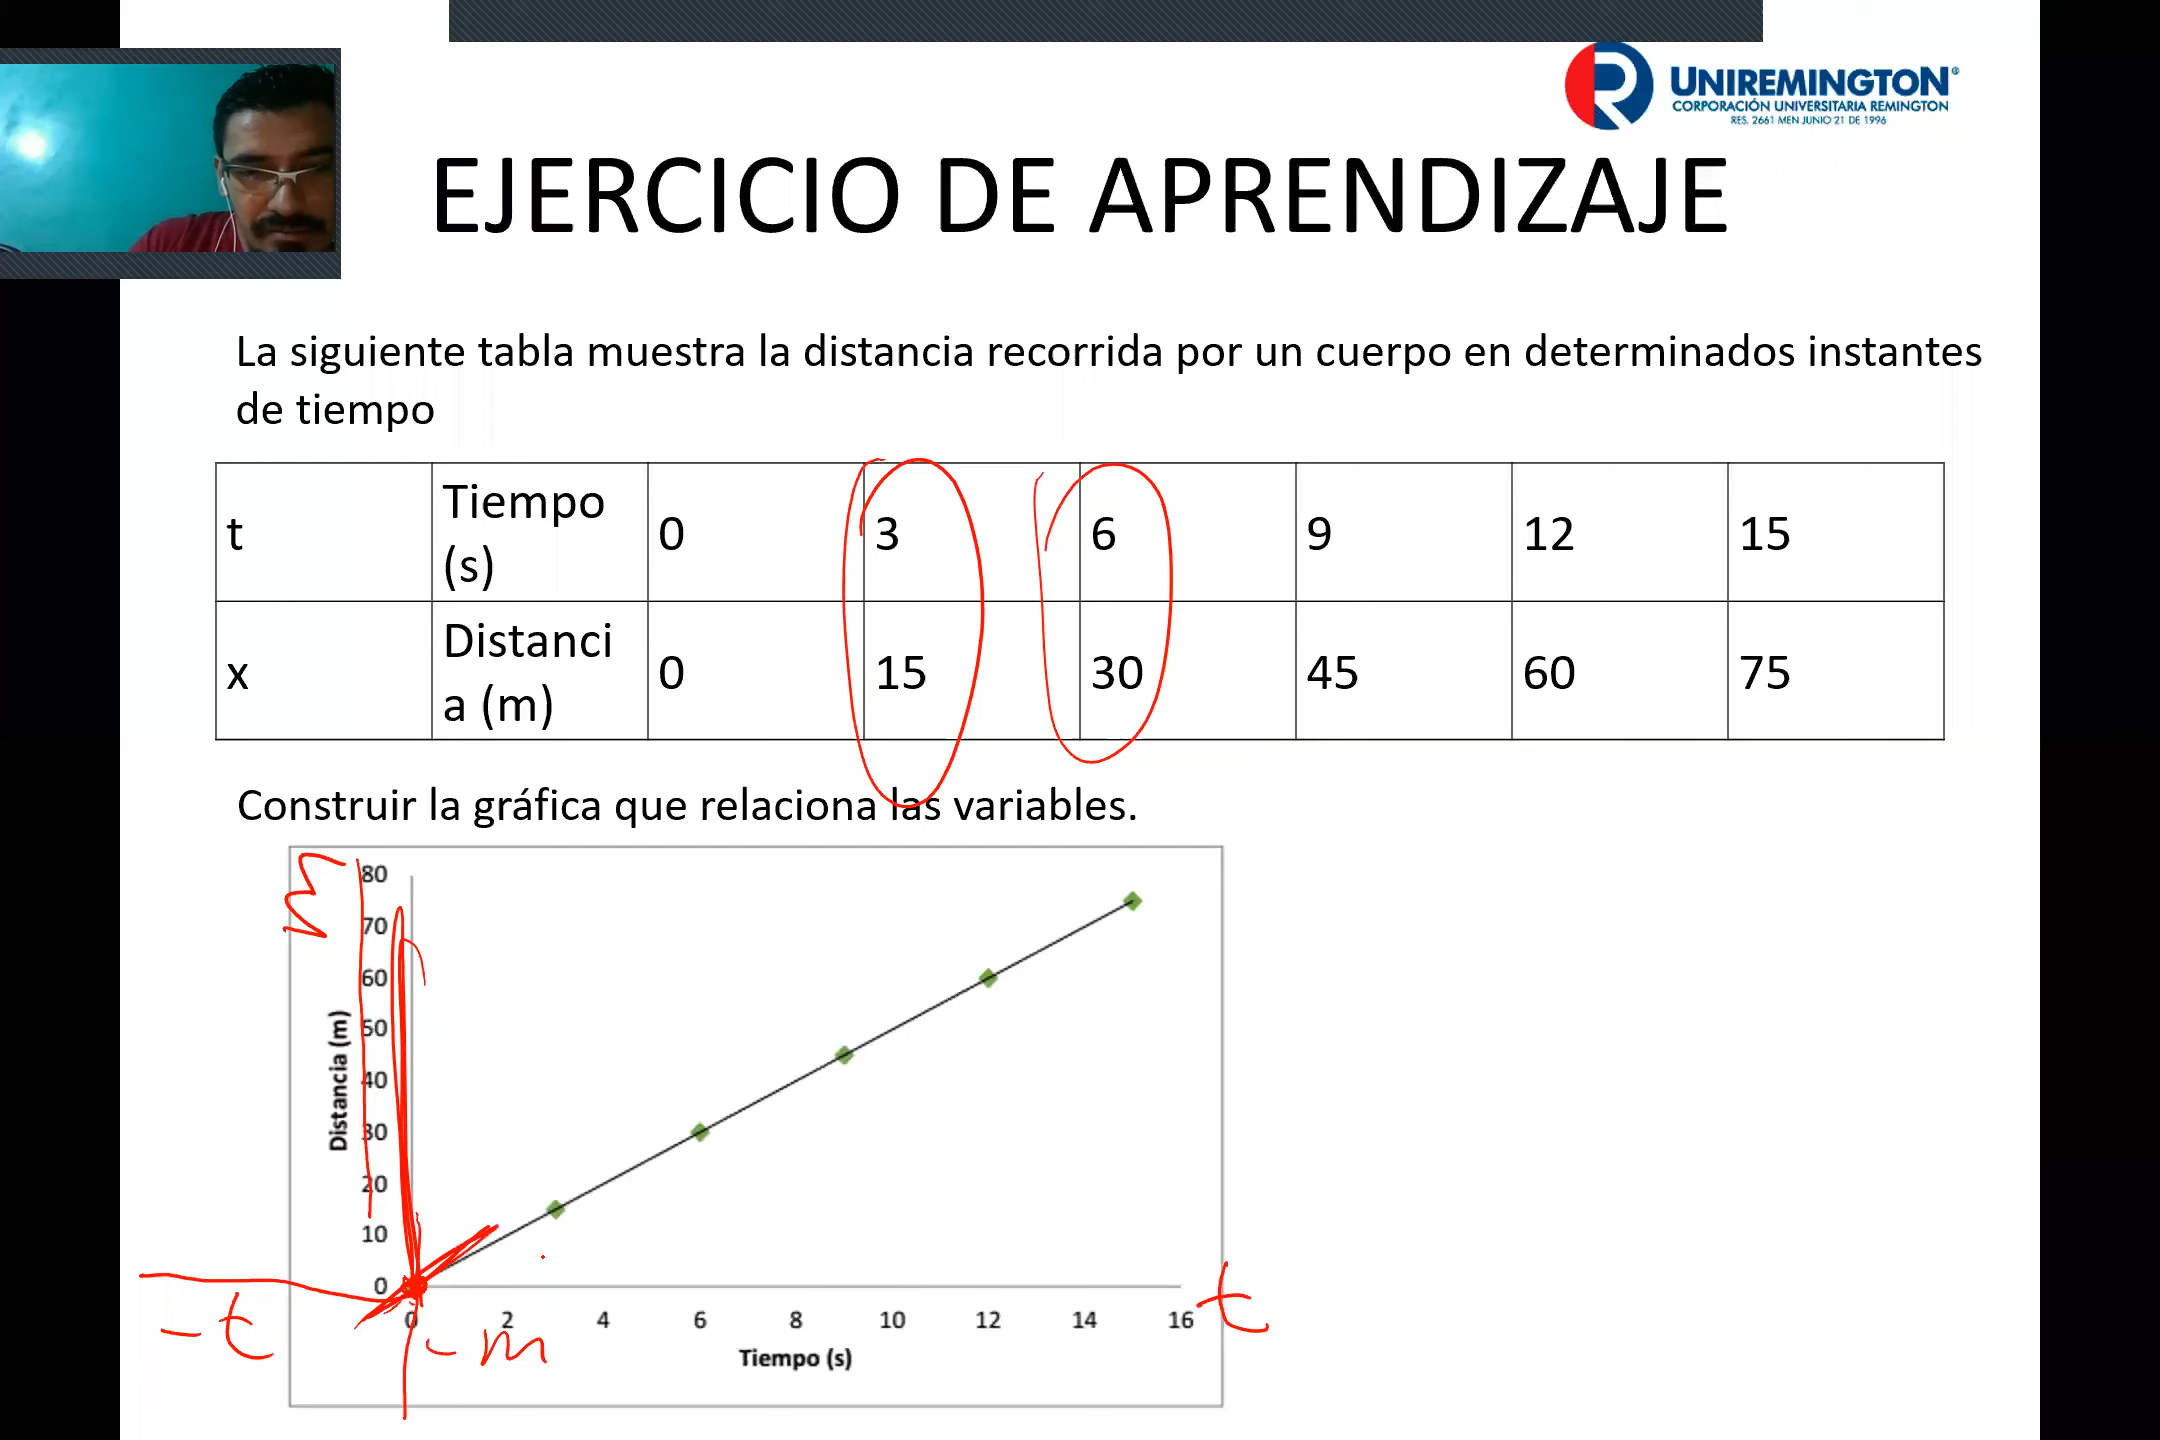 UNIREMINGTON®
CORPORACIÓN UNIVERSITARIA REMINGTON
RES. 2661 MEN JUNIO 21 DE 1996
EJERCICIO DE APRENDIZAJE
La siguiente tabla muestra la distancia recorrida por un cuerpo en determinados instantes
de tiempo
t Tiempo (s) 0 3 6 9 12 15
x Distancia (m) 0 15 30 45 60 75
Construir la gráfica que relaciona las variables.
m
80
70
60
50
40
30
20
10
0
Distancia (m)
0 2 4 6 8 10 12 14 16
t
-t
-m
Tiempo (s)